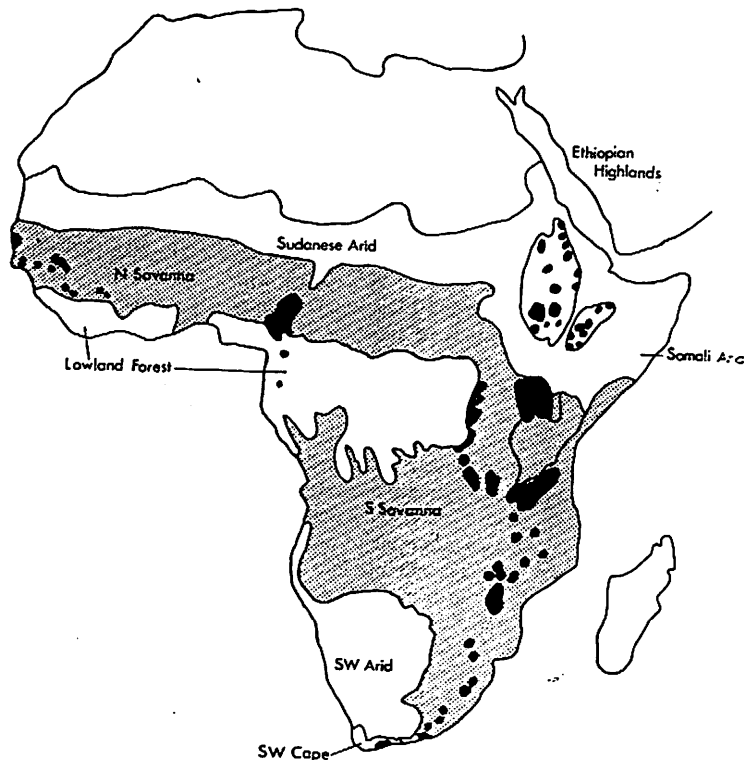 Ethiopian
Highlands
Sudanese Arid
N Savanna
Lowland Forest
Somali
S Savanna
SW Arid
SW Cape